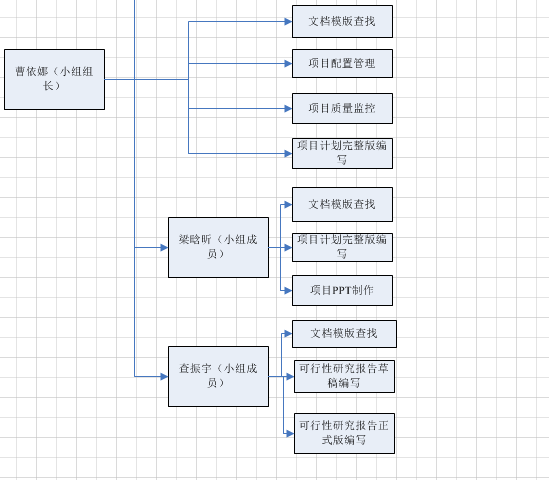 文档模版查找
曹依娜（小组组
长）
项目配置管理
项目质量监控
项目计划完整版编
写
梁晗昕（小组成
员）
文档模版查找
项目计划完整版编
写
项目PPT制作
查振宇（小组成
员）
文档模版查找
可行性研究报告草
稿编写
可行性研究报告正
式版编写